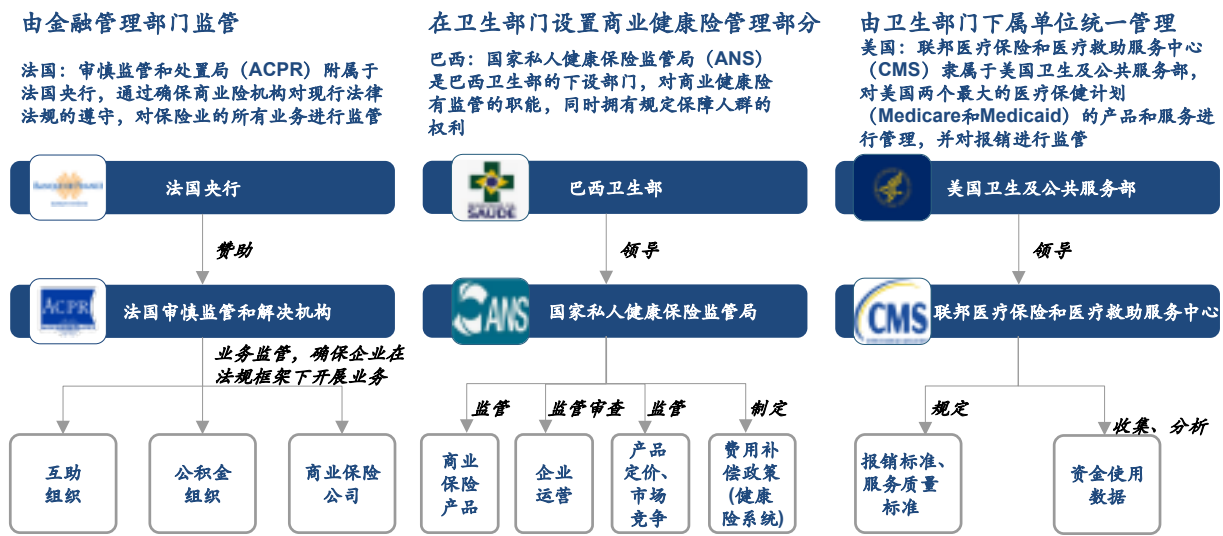 由金融管理部门监管
法国：审慎监管和处置局（ACPR）附属于
法国央行，通过确保商业险机构对现行法律
法规的遵守，对保险业的所有业务进行监管
法国央行
赞助
ACPR
法国审慎监管和解决机构
业务监管，确保企业在
法规框架下开展业务
互助
组织
公积金
组织
商业保险
公司
在卫生部门设置商业健康险管理部分
巴西：国家私人健康保险监管局（ANS）
是巴西卫生部的下设部门，对商业健康险
有监管的职能，同时拥有规定保障人群的
权利
SAÚDE
巴西卫生部
领导
ANS
国家私人健康保险监管局
监管
监管审查
监管
制定
商业
保险
产品
企业
运营
产品
定价、
市场
竞争
费用补
偿政策
(健康
险系统)
由卫生部门下属单位统一管理
美国：联邦医疗保险和医疗救助服务中心
（CMS）隶属于美国卫生及公共服务部，
对美国两个最大的医疗保健计划
（Medicare和Medicaid）的产品和服务进
行管理，并对报销进行监管
美国卫生及公共服务部
领导
CMS
联邦医疗保险和医疗救助服务中心
规定
收集、分析
报销标准、
服务质量
标准
资金使用
数据